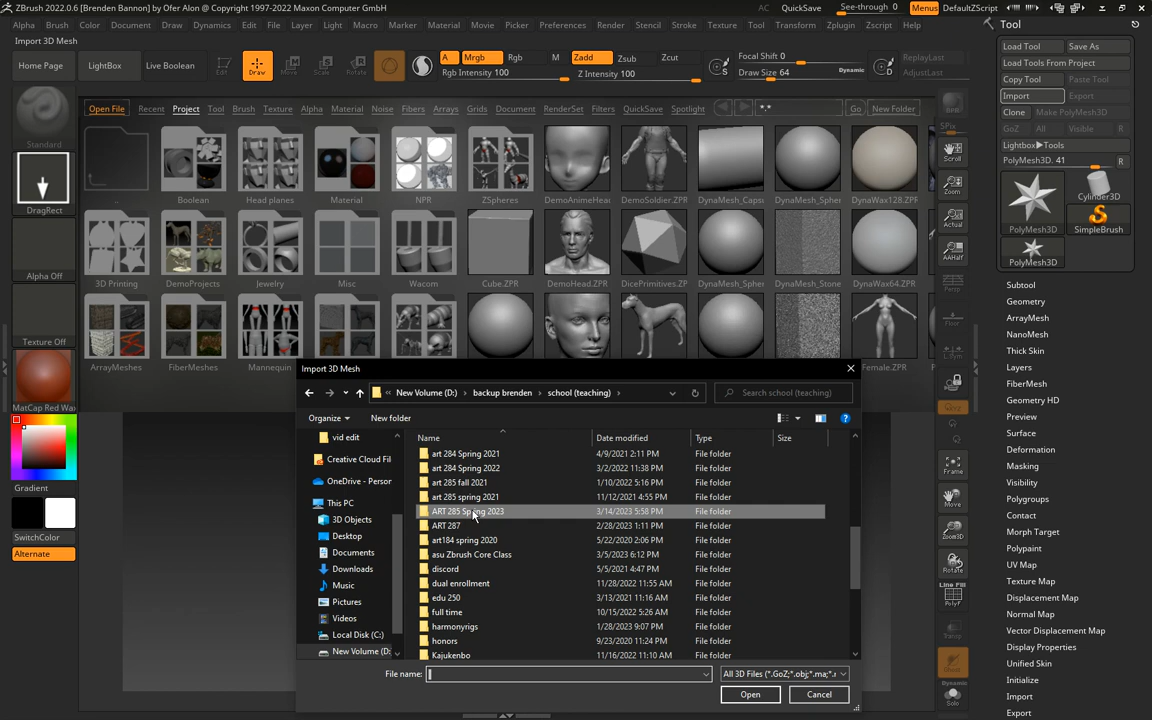 ZBrush 2022.0.6 [Brenden Bannon] by Ofer Alon @ Copyright 1997-2022 Maxon Computer GmbH
AC QuickSave See-through 0 Menus DefaultZScript
Alpha Brush Color Document Draw Dynamics Edit File Layer Light Macro Marker Material Movie Picker Preferences Render Stencil Stroke Texture Tool Transform Zplugin Zscript Help
Import 3D Mesh
Home Page LightBox Live Boolean Edit Draw Move Scale Rotate
A Mrgb Rgb M Zadd Zsub Zcut
Rgb Intensity 100 Z Intensity 100
Focal Shift 0
Draw Size 64 Dynamic
ReplayLast
AdjustLast
S D
Open File Recent Project Tool Brush Texture Alpha Material Noise Fibers Arrays Grids Document RenderSet Filters QuickSave Spotlight *.* Go New Folder
.. Boolean Head planes Material NPR ZSpheres DemoAnimeHead DemoSoldier.ZPR DynaMesh_Caps DynaMesh_Sphere DynaWax128.ZPR
3D Printing DemoProjects Jewelry Misc Wacom Cube.ZPR DemoHead.ZPR DicePrimitives.ZP DynaMesh_Sphe DynaMesh_Stone DynaWax64.ZPR
ArrayMeshes FiberMeshes Mannequin Female.ZPR
Standard
DragRect
Alpha Off
Texture Off
MatCap Red Wax
Gradient
SwitchColor
Alternate
Import 3D Mesh
« New Volume (D:) › backup brenden › school (teaching) ›
Search school (teaching)
Organize New folder
vid edit
Creative Cloud Fil
OneDrive - Person
This PC
3D Objects
Desktop
Documents
Downloads
Music
Pictures
Videos
Local Disk (C:)
New Volume (D:
Name Date modified Type Size
art 284 Spring 2021 4/9/2021 2:11 PM File folder
art 284 Spring 2022 3/2/2022 11:38 PM File folder
art 285 fall 2021 1/10/2022 5:16 PM File folder
art 285 spring 2021 11/12/2021 4:55 PM File folder
ART 285 Spring 2023 3/14/2023 5:58 PM File folder
ART 287 2/28/2023 1:11 PM File folder
art184 spring 2020 5/22/2020 2:06 PM File folder
asu Zbrush Core Class 3/5/2023 6:12 PM File folder
discord 5/5/2021 4:47 PM File folder
dual enrollment 11/28/2022 11:55 AM File folder
edu 250 3/13/2021 11:16 AM File folder
full time 10/15/2022 5:26 AM File folder
harmonyrigs 1/28/2023 9:07 PM File folder
honors 9/23/2020 11:24 PM File folder
Kajukenbo 11/16/2022 11:10 AM File folder
File name:
All 3D Files (*.GoZ;*.obj;*.ma;*.r
Open Cancel
BPR
SPix
Scroll
Zoom
Actual
AAHalf
Persp
Floor
L.Sym
Frame
Move
Zoom3D
Rotate
Line Fill
PolyF
Transp
Ghost
Dynamic
Solo
Tool
Load Tool Save As
Load Tools From Project
Copy Tool Paste Tool
Import Export
Clone Make PolyMesh3D
GoZ All Visible R
Lightbox▶Tools
PolyMesh3D. 41 R
PolyMesh3D
Cylinder3D
SimpleBrush
PolyMesh3D
Subtool
Geometry
ArrayMesh
NanoMesh
Thick Skin
Layers
FiberMesh
Geometry HD
Preview
Surface
Deformation
Masking
Visibility
Polygroups
Contact
Morph Target
Polypaint
UV Map
Texture Map
Displacement Map
Normal Map
Vector Displacement Map
Display Properties
Unified Skin
Initialize
Import
Export